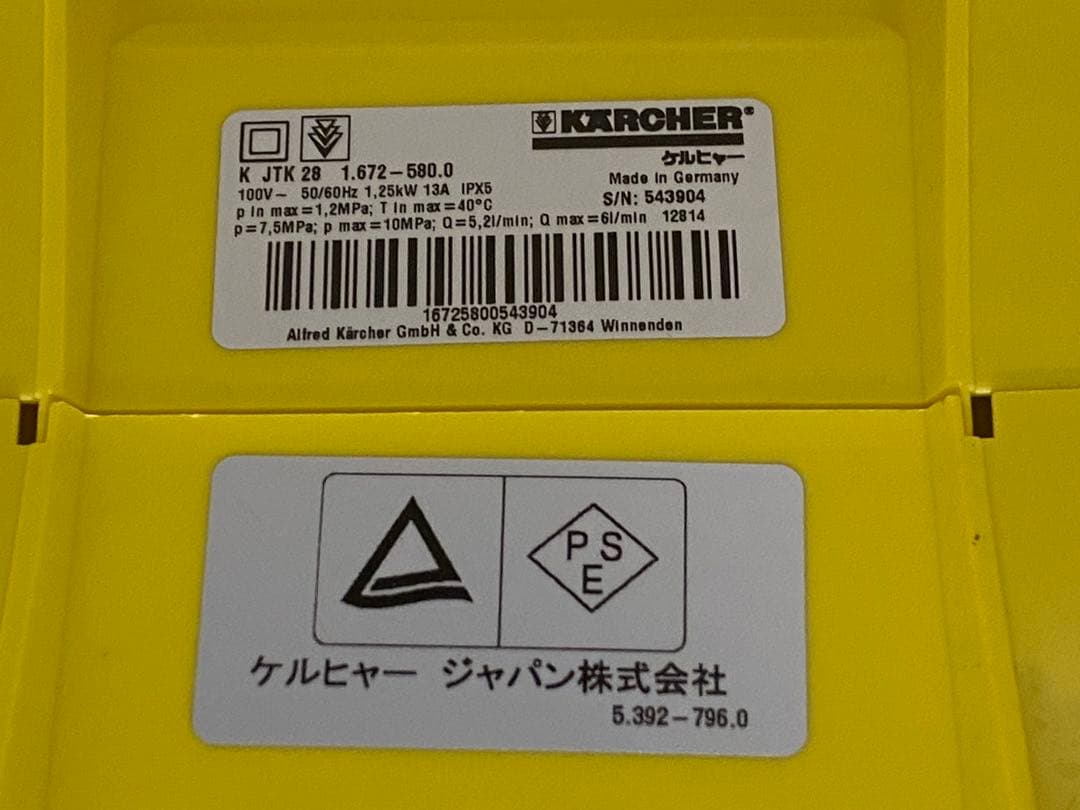 KÄRCHER®
ケルヒャー
K JTK 28 1.672-580.0
Made in Germany
100V~ 50/60Hz 1,25kW 13A IPX5
S/N: 543904
p in max=1,2MPa; T in max=40°C
p=7,5MPa; p max=10MPa; Q=5,2l/min; Q max=6l/min 12814
16725800543904
Alfred Kärcher GmbH & Co. KG D-71364 Winnenden
PS
E
ケルヒャー ジャパン株式会社
5.392-796.0